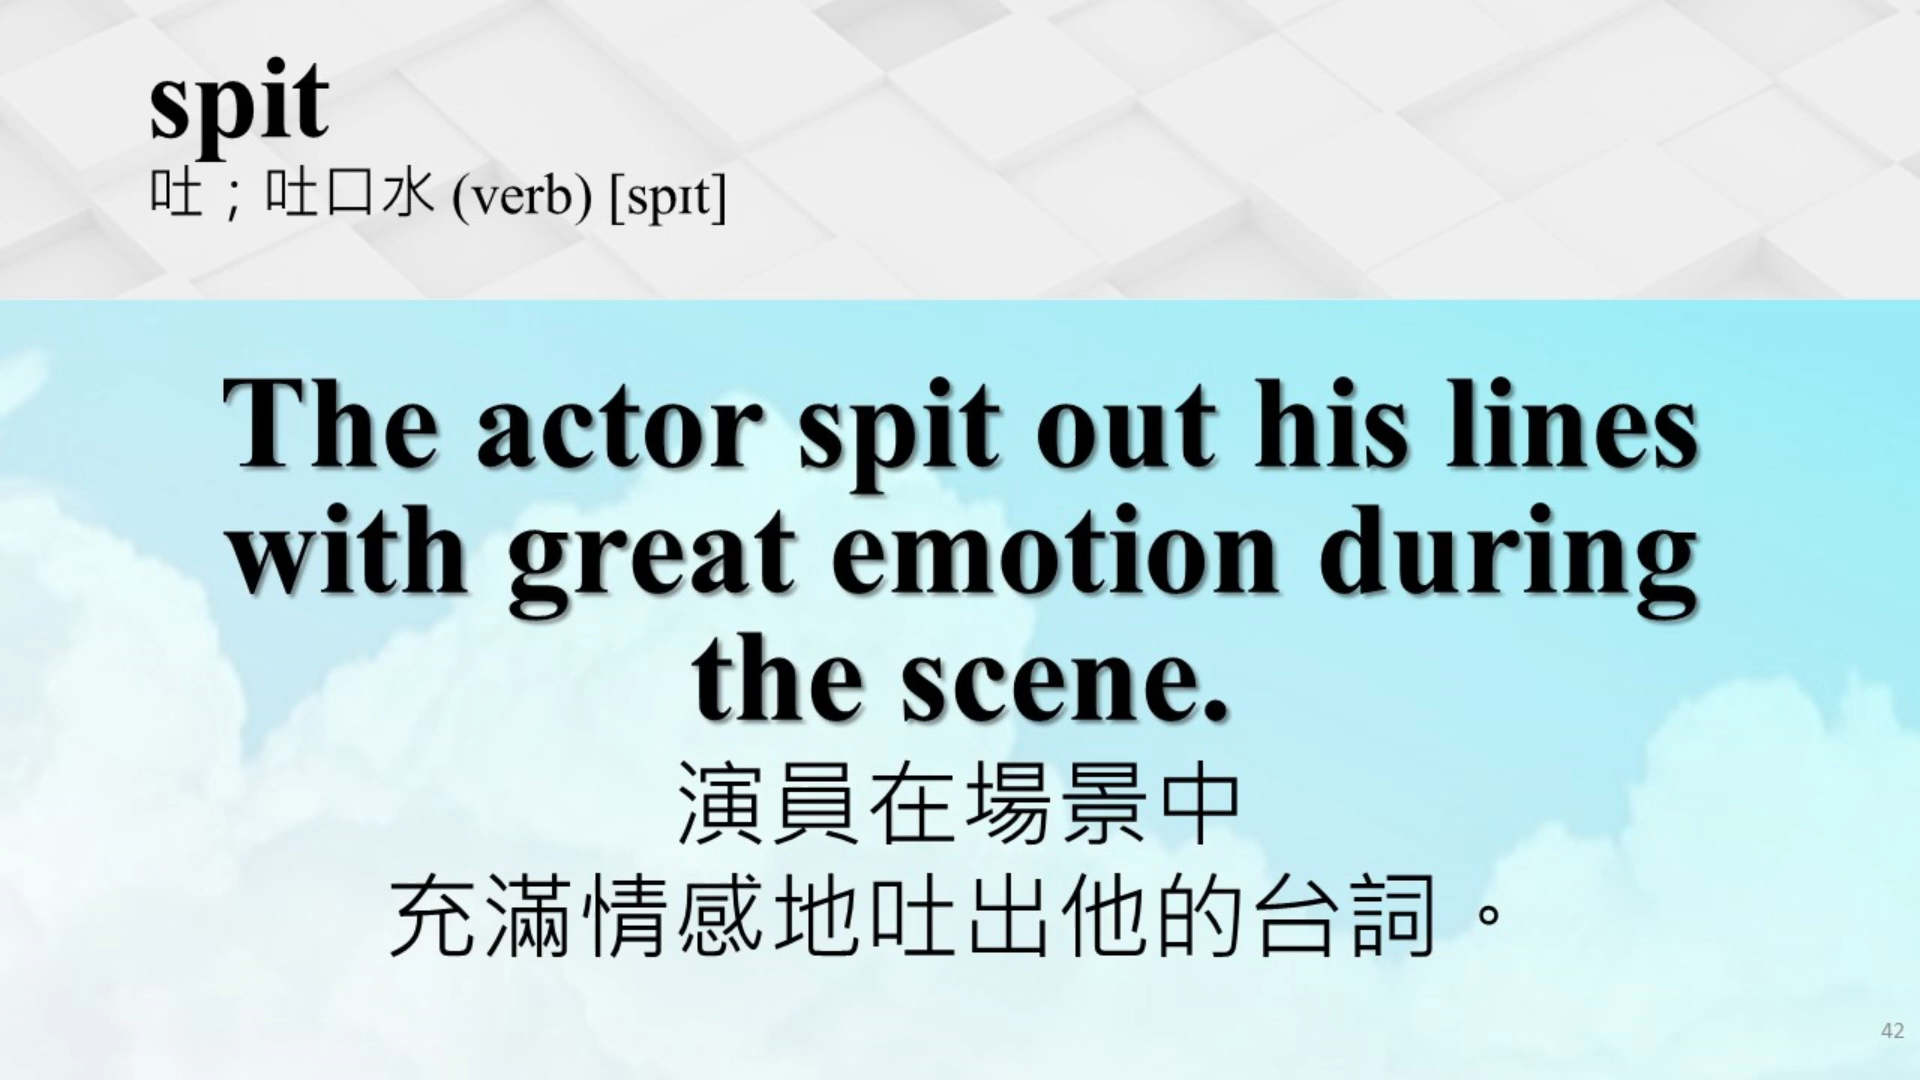 spit
吐；吐口水 (verb) [spɪt]
The actor spit out his lines
with great emotion during
the scene.
演員在場景中
充滿情感地吐出他的台詞。
42